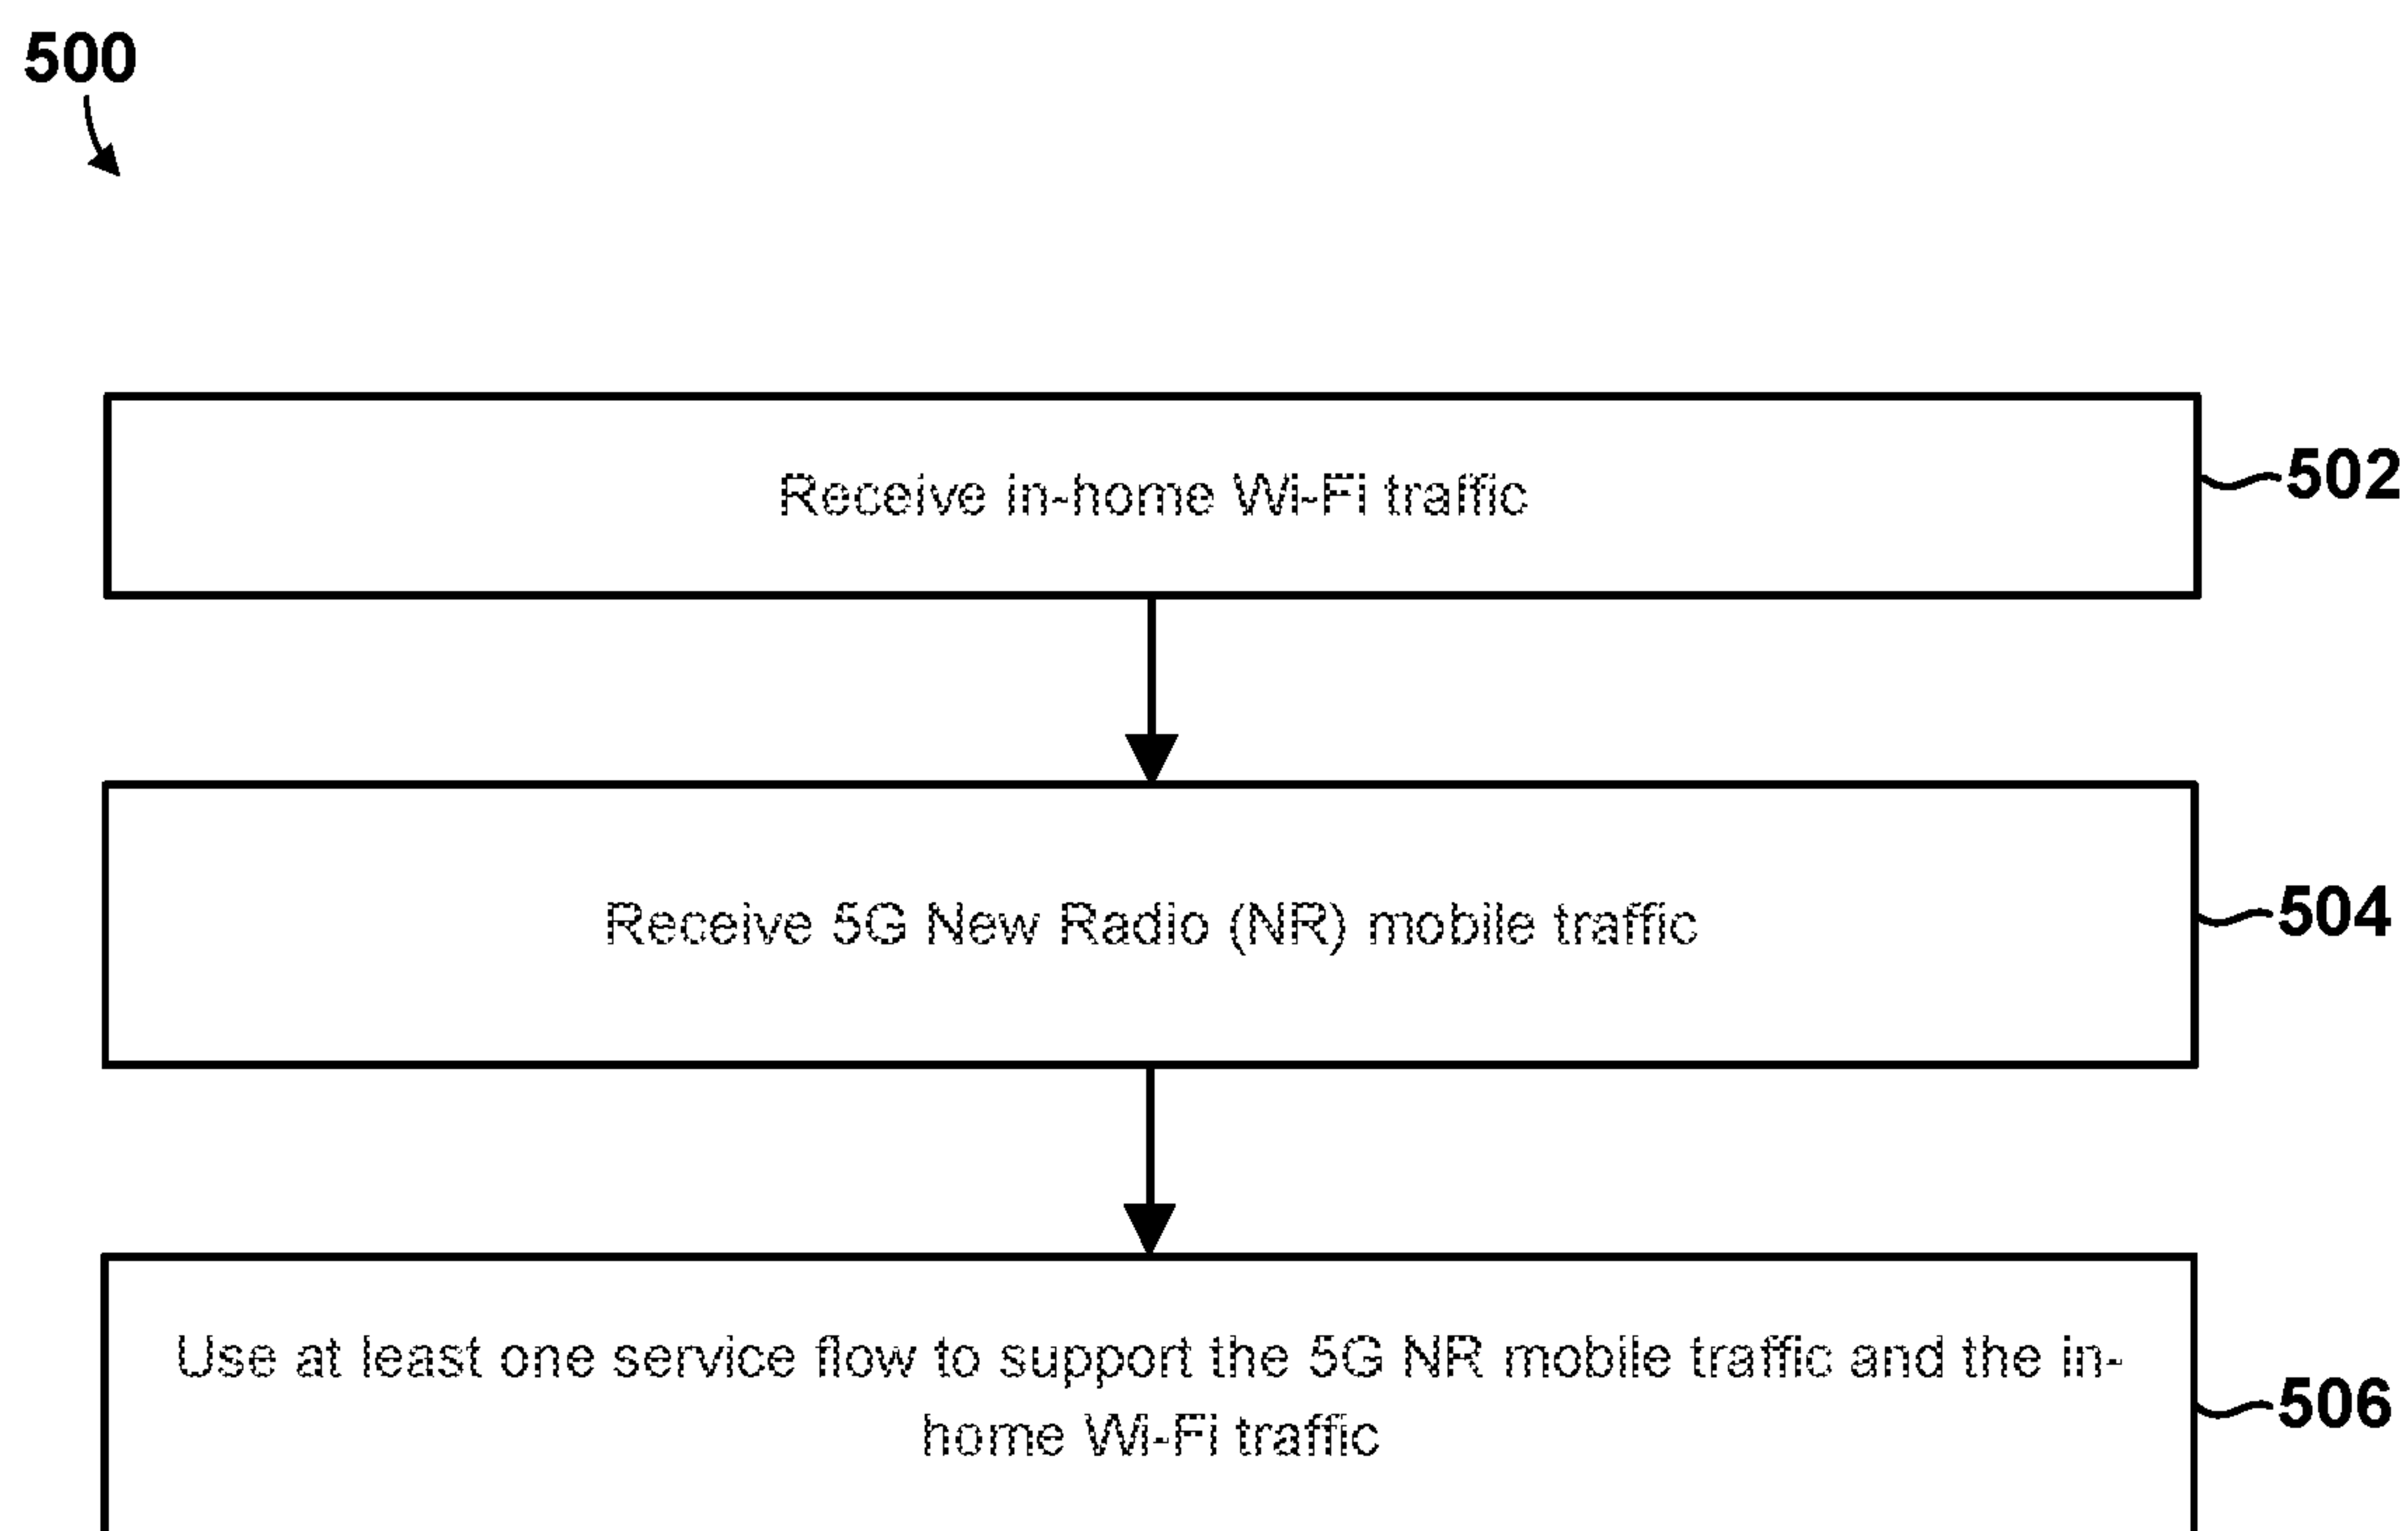 500
Receive in-home Wi-Fi traffic
502
Receive 5G New Radio (NR) mobile traffic
504
Use at least one service flow to support the 5G NR mobile traffic and the in-
home Wi-Fi traffic
506